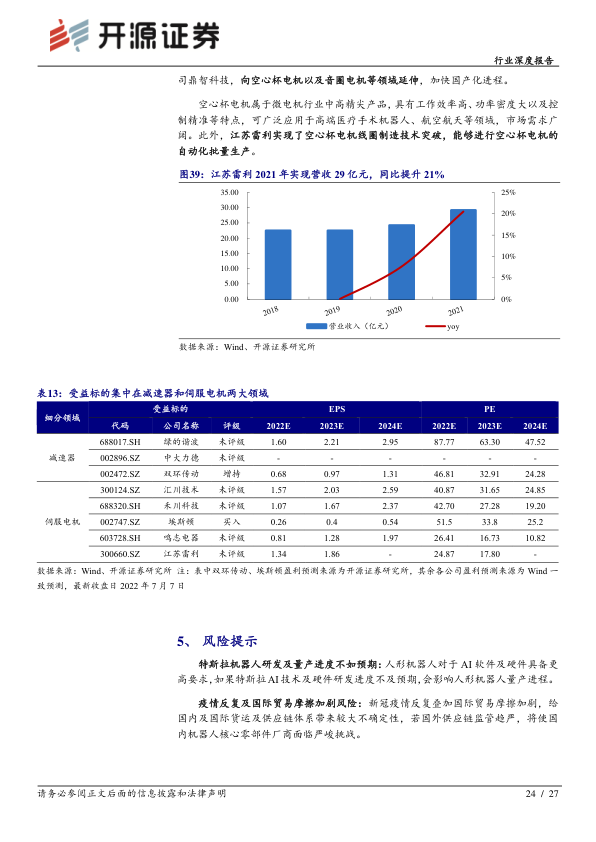 开源证券
行业深度报告
司鼎智科技，向空心杯电机以及音圈电机等领域延伸，加快国产化进程。
空心杯电机属于微电机行业中高精尖产品，具有工作效率高、功率密度大以及控
制精准等特点，可广泛应用于高端医疗手术机器人、航空航天等领域，市场需求广
阔。此外，江苏雷利实现了空心杯电机线圈制造技术突破，能够进行空心杯电机的
自动化批量生产。
图39：江苏雷利 2021 年实现营收 29 亿元，同比提升 21%
35.00 25%
30.00 20%
25.00
20.00 15%
15.00 10%
10.00
5.00 5%
0.00 0%
2018 2019 2020 2021
营业收入（亿元） yoy
数据来源：Wind、开源证券研究所
表13：受益标的集中在减速器和伺服电机两大领域
细分领域 受益标的 EPS PE
代码 公司名称 评级 2022E 2023E 2024E 2022E 2023E 2024E
减速器 688017.SH 绿的谐波 未评级 1.60 2.21 2.95 87.77 63.30 47.52
002896.SZ 中大力德 未评级 - - - - - -
002472.SZ 双环传动 增持 0.68 0.97 1.31 46.81 32.91 24.28
伺服电机 300124.SZ 汇川技术 未评级 1.57 2.03 2.59 40.87 31.65 24.85
688320.SH 禾川科技 未评级 1.07 1.67 2.37 42.70 27.28 19.20
002747.SZ 埃斯顿 买入 0.26 0.4 0.54 51.5 33.8 25.2
603728.SH 鸣志电器 未评级 0.81 1.28 1.97 26.41 16.73 10.82
300660.SZ 江苏雷利 未评级 1.34 1.86 - 24.87 17.80 -
数据来源：Wind、开源证券研究所 注：表中双环传动、埃斯顿盈利预测来源为开源证券研究所，其余各公司盈利预测来源为 Wind 一
致预测，最新收盘日 2022 年 7 月 7 日
5、 风险提示
特斯拉机器人研发及量产进度不如预期：人形机器人对于 AI 软件及硬件具备更
高要求，如果特斯拉 AI 技术及硬件研发进度不及预期，会影响人形机器人量产进程。
疫情反复及国际贸易摩擦加剧风险：新冠疫情反复叠加国际贸易摩擦加剧，给
国内及国际货运及供应链体系带来较大不确定性，若国外供应链监管趋严，将使国
内机器人核心零部件厂商面临严峻挑战。
请务必参阅正文后面的信息披露和法律声明 24 / 27